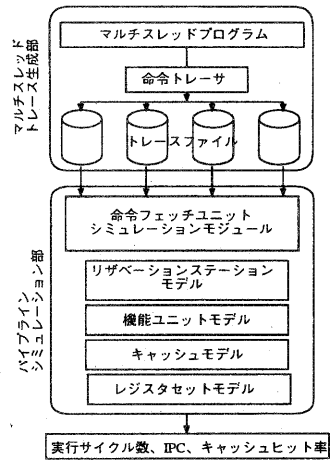 マルチスレッド
トレース生成部
マルチスレッドプログラム
命令トレーサ
トレースファイル
パイプライン
シミュレーション部
命令フェッチユニット
シミュレーションモジュール
リザベーションステーション
モデル
機能ユニットモデル
キャッシュモデル
レジスタセットモデル
実行サイクル数、IPC、キャッシュヒット率